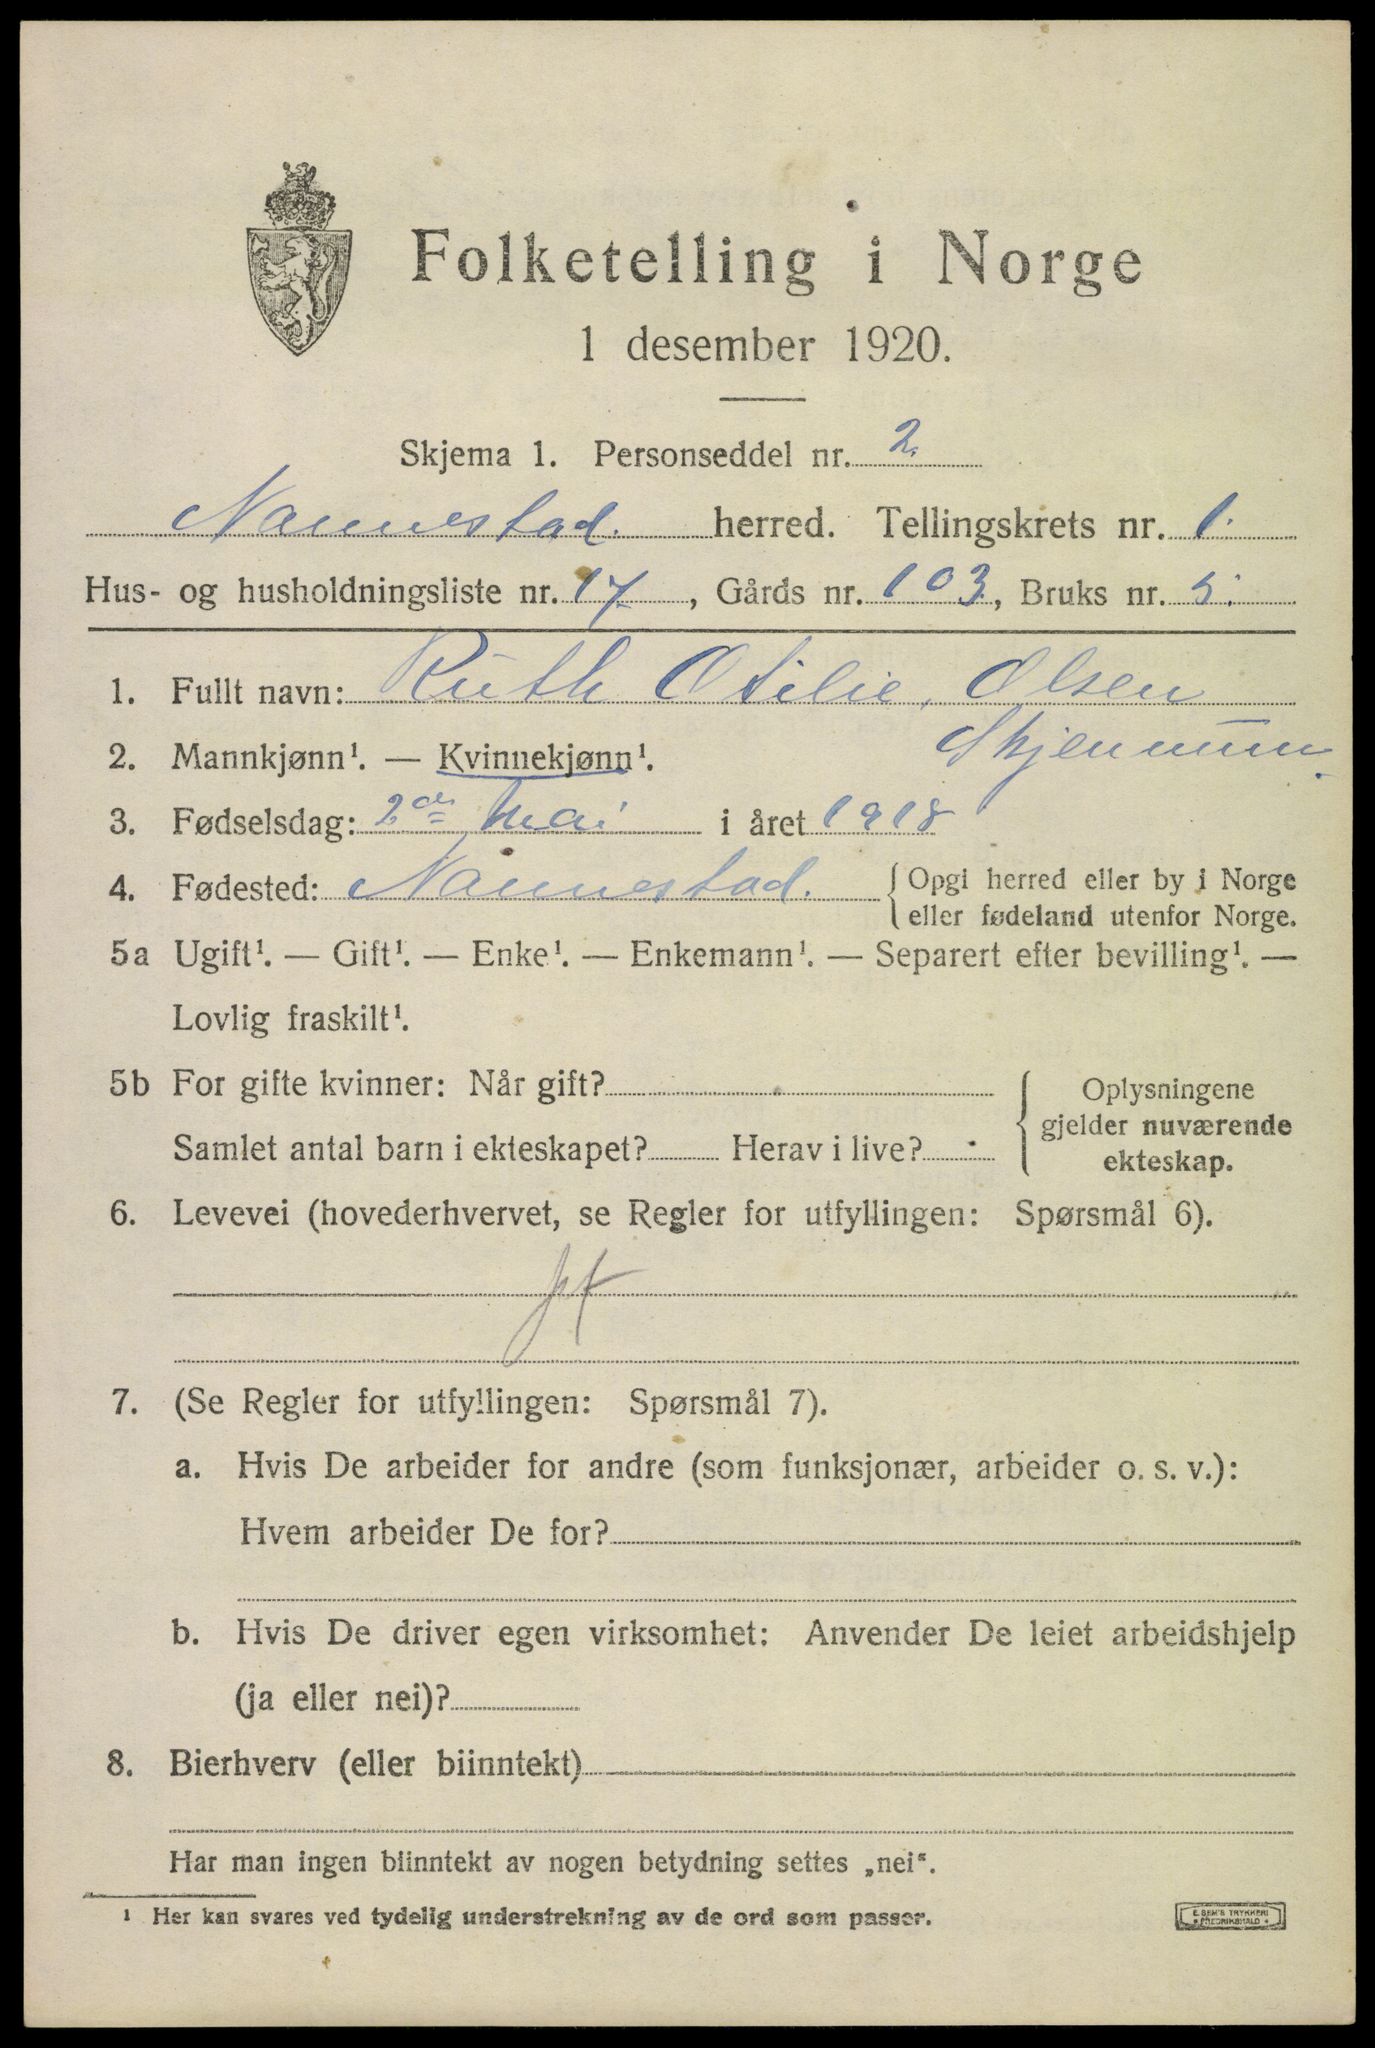 Folketelling i Norge
1 desember 1920.
Skjema 1. Personseddel nr. 2.
Nannestad. herred. Tellingskrets nr. 1.
Hus- og husholdningsliste nr. 17, Gårds nr. 103, Bruks nr. 5.
1. Fullt navn: Ruth Otilie, Olsen
Skjennum.
2. Mannkjønn¹. — Kvinnekjønn¹.
3. Fødselsdag: 2den Mai i året 1918
4. Fødested: Nannestad. {Opgi herred eller by i Norge
eller fødeland utenfor Norge.
5a Ugift¹. — Gift¹. — Enke¹. — Enkemann¹. — Separert efter bevilling¹. —
Lovlig fraskilt¹.
5b For gifte kvinner: Når gift? { Oplysningene
gjelder nuværende
Samlet antal barn i ekteskapet? Herav i live?
ekteskap.
6. Levevei (hovederhvervet, se Regler for utfyllingen: Spørsmål 6).
7. (Se Regler for utfyllingen: Spørsmål 7).
a. Hvis De arbeider for andre (som funksjonær, arbeider o. s. v.):
Hvem arbeider De for?
b. Hvis De driver egen virksomhet: Anvender De leiet arbeidshjelp
(ja eller nei)?
8. Bierhverv (eller biinntekt)
Har man ingen biinntekt av nogen betydning settes „nei“.
¹ Her kan svares ved tydelig understrekning av de ord som passer.
E. SEM'S TRYKKERI
• FREDRIKSHALD •